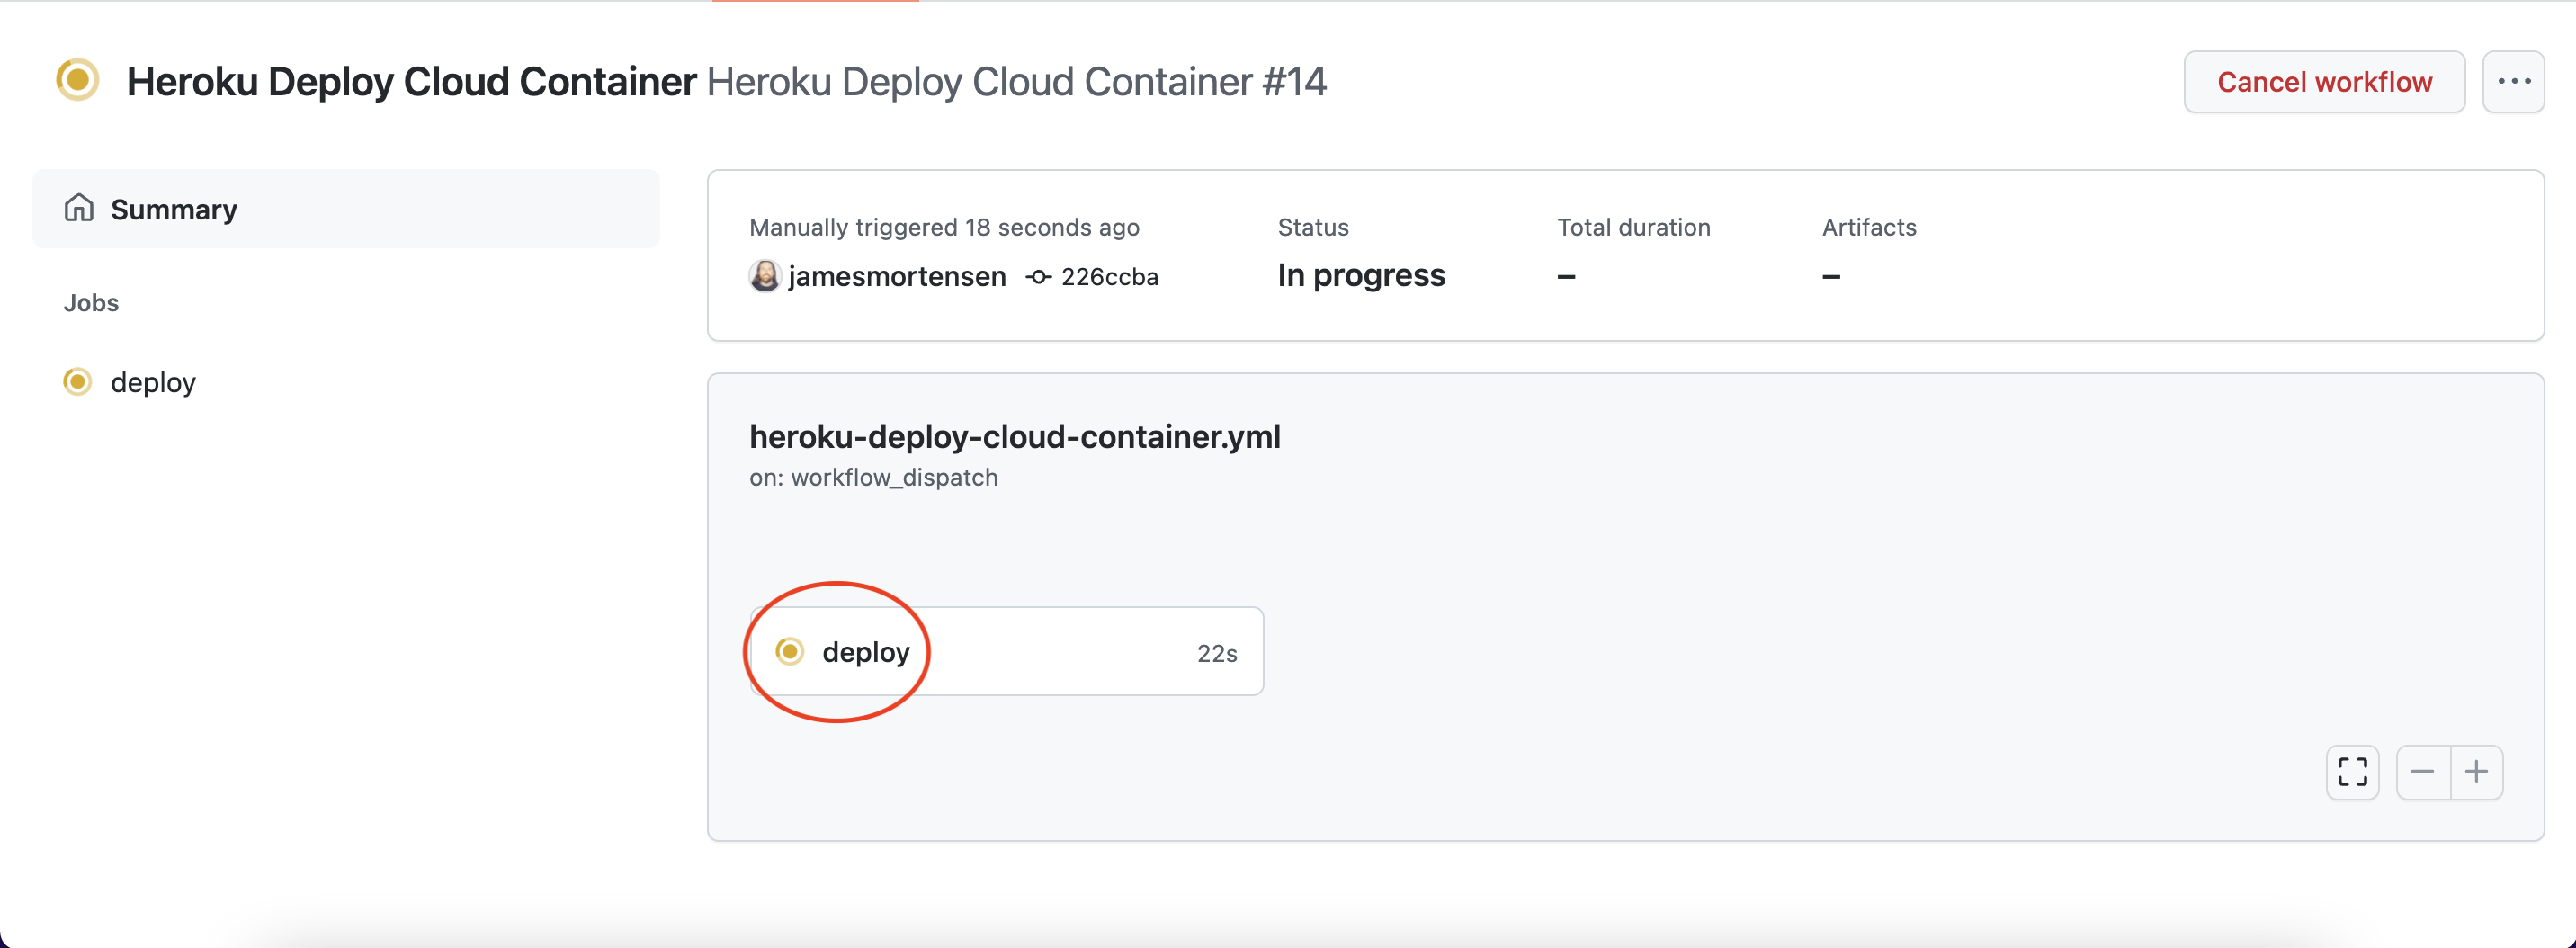 Heroku Deploy Cloud Container Heroku Deploy Cloud Container #14
Cancel workflow
Summary
Jobs
deploy
Manually triggered 18 seconds ago
jamesmortensen 226ccba
Status
In progress
Total duration
–
Artifacts
–
heroku-deploy-cloud-container.yml
on: workflow_dispatch
deploy 22s